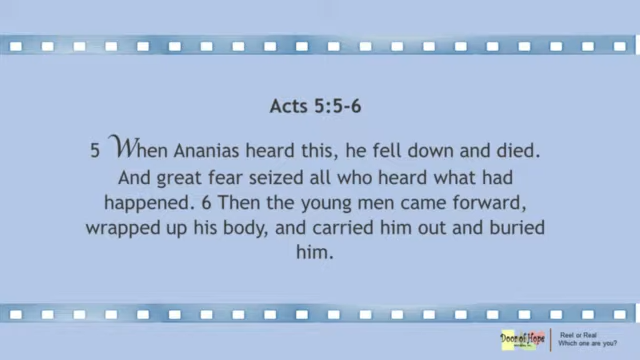 Acts 5:5-6
5 When Ananias heard this, he fell down and died.
And great fear seized all who heard what had
happened. 6 Then the young men came forward,
wrapped up his body, and carried him out and buried
him.
Door of Hope
Reel or Real
Which one are you?